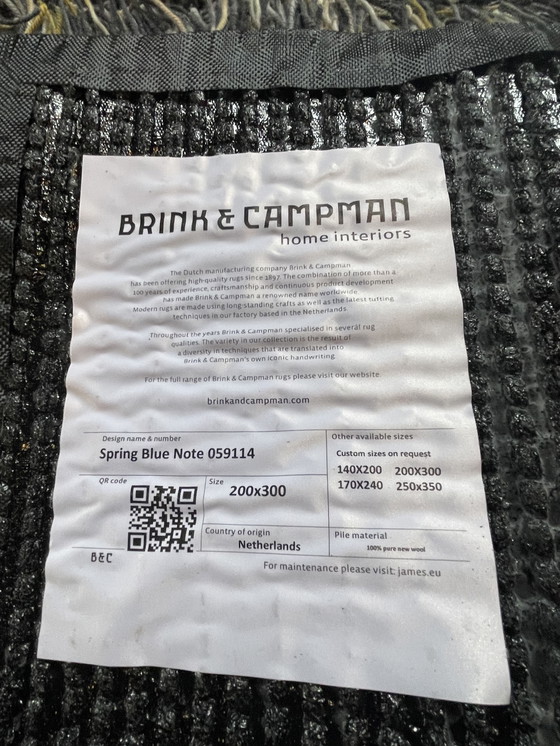 BRINK & CAMPMAN
home interiors
The Dutch manufacturing company Brink & Campman
has been offering high-quality rugs since 1897. The combination of more than a
100 years of experience, craftsmanship and continuous product development
has made Brink & Campman a renowned name worldwide.
Modern rugs are made using long-standing crafts as well as the latest tufting
techniques in our factory based in the Netherlands.
Throughout the years Brink & Campman specialised in several rug
qualities. The variety in our collection is the result of
a diversity in techniques that are translated into
Brink & Campman's own iconic handwriting.
For the full range of Brink & Campman rugs please visit our website:
brinkandcampman.com
Design name & number
Spring Blue Note 059114
Other available sizes
Custom sizes on request
140X200 200X300
170X240 250x350
QR code
Size
200x300
Country of origin
Netherlands
Pile material
100% pure new wool
B&C
For maintenance please visit: james.eu